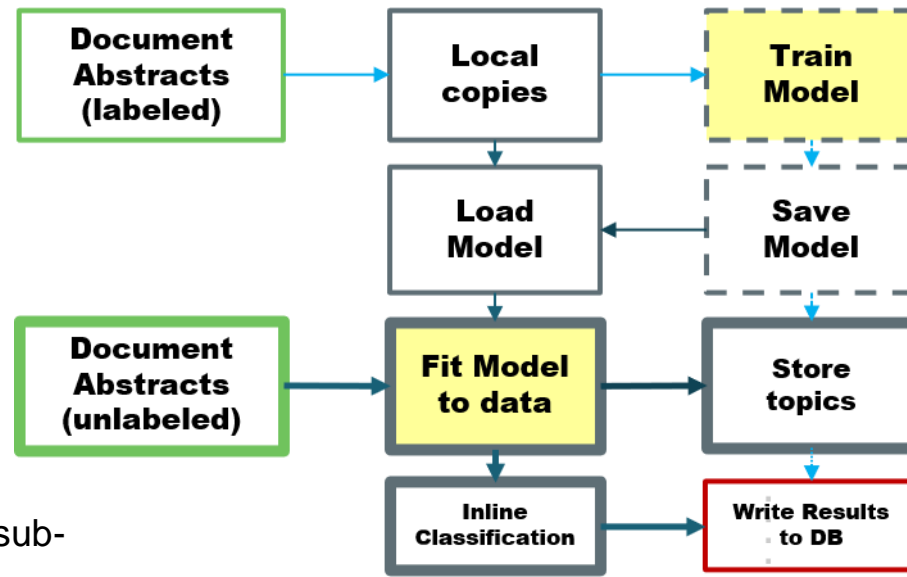 Document
Abstracts
(labeled)
Local
copies
Train
Model
Load
Model
Save
Model
Document
Abstracts
(unlabeled)
Fit Model
to data
Store
topics
Inline
Classification
Write Results
to DB
sub-